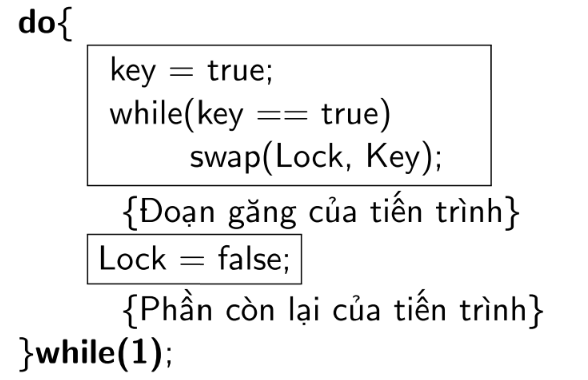 do{
key = true;
while(key == true)
swap(Lock, Key);
{Đoạn găng của tiến trình}
Lock = false;
{Phần còn lại của tiến trình}
}while(1);